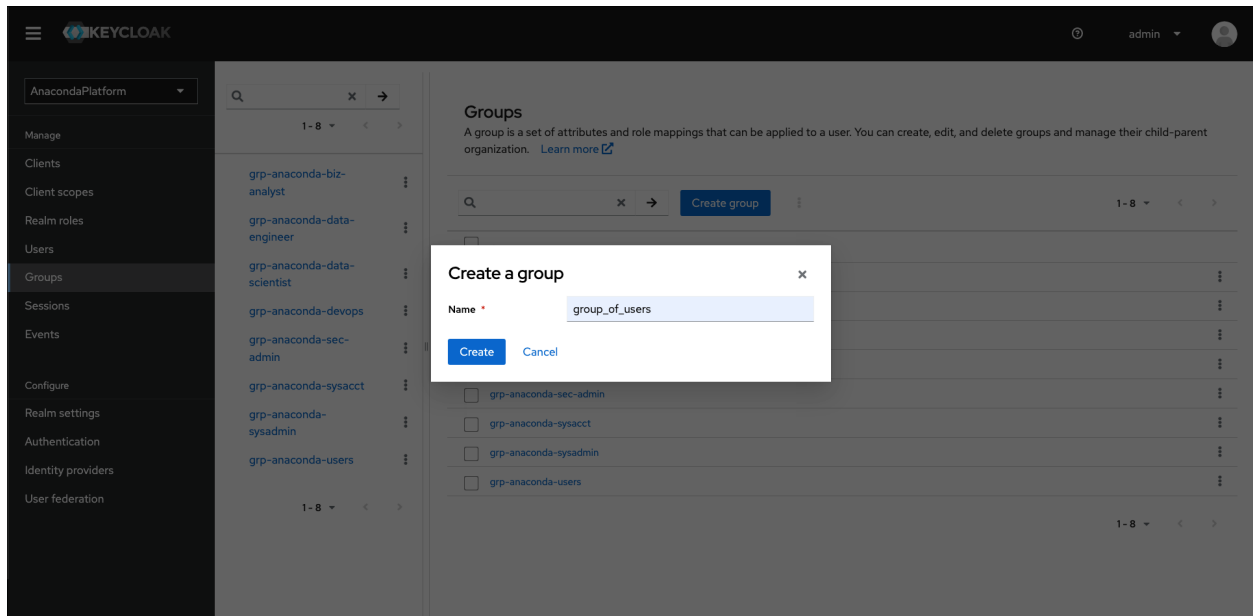 KEYCLOAK
admin
AnacondaPlatform
Manage
Clients
Client scopes
Realm roles
Users
Groups
Sessions
Events
Configure
Realm settings
Authentication
Identity providers
User federation
1 - 8
grp-anaconda-biz-
analyst
grp-anaconda-data-
engineer
grp-anaconda-data-
scientist
grp-anaconda-devops
grp-anaconda-sec-
admin
grp-anaconda-sysacct
grp-anaconda-
sysadmin
grp-anaconda-users
1 - 8
Groups
A group is a set of attributes and role mappings that can be applied to a user. You can create, edit, and delete groups and manage their child-parent
organization. Learn more
Create group
1 - 8
Create a group
Name *
group_of_users
Create Cancel
grp-anaconda-sec-admin
grp-anaconda-sysacct
grp-anaconda-sysadmin
grp-anaconda-users
1 - 8